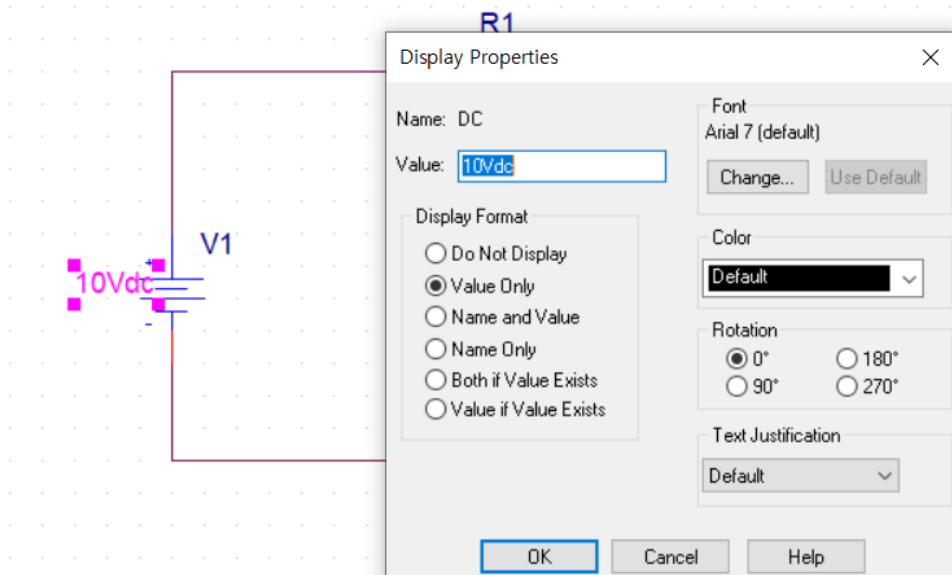 R1
Display Properties
Name: DC
Value: 10Vdc
Display Format
Do Not Display
Value Only
Name and Value
Name Only
Both if Value Exists
Value if Value Exists
Font
Arial 7 (default)
Change... Use Default
Color
Default
Rotation
0° 180°
90° 270°
Text Justification
Default
OK Cancel Help
V1
+
10Vdc
-